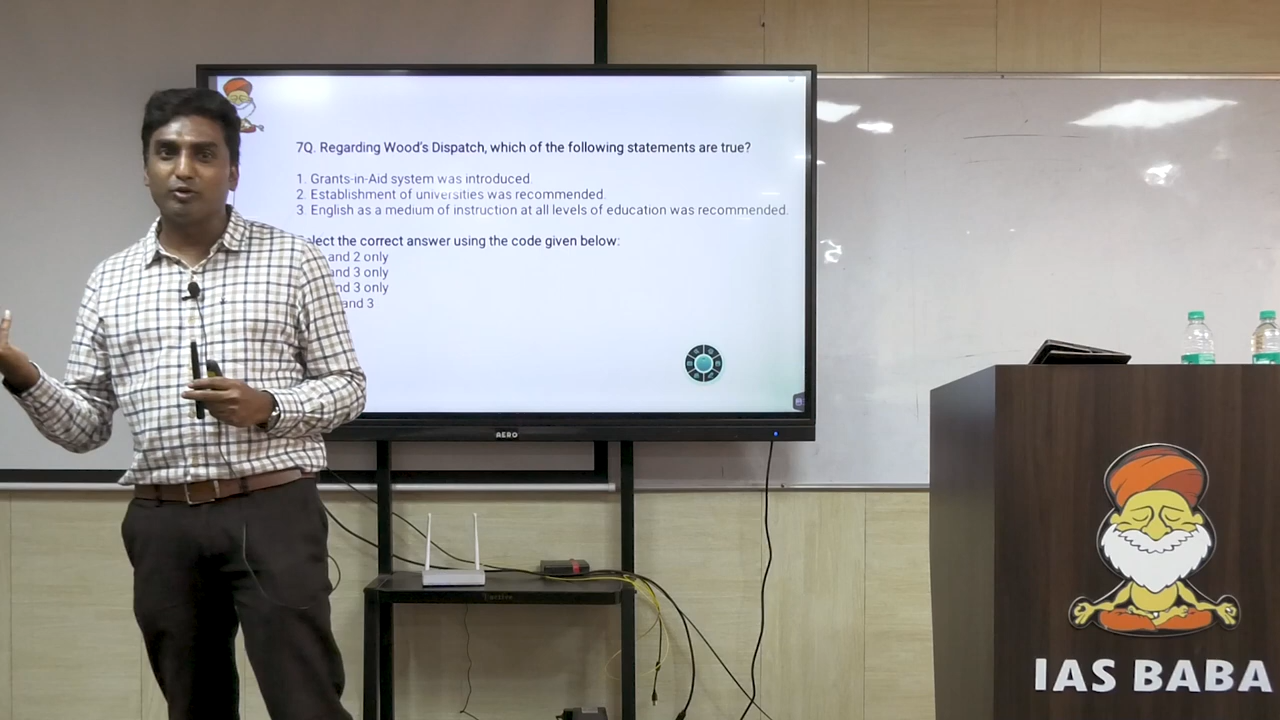 7Q. Regarding Wood's Dispatch, which of the following statements are true?
1. Grants-in-Aid system was introduced.
2. Establishment of universities was recommended.
3. English as a medium of instruction at all levels of education was recommended.
elect the correct answer using the code given below:
and 2 only
and 3 only
nd 3 only
and 3
AERO
IAS BABA